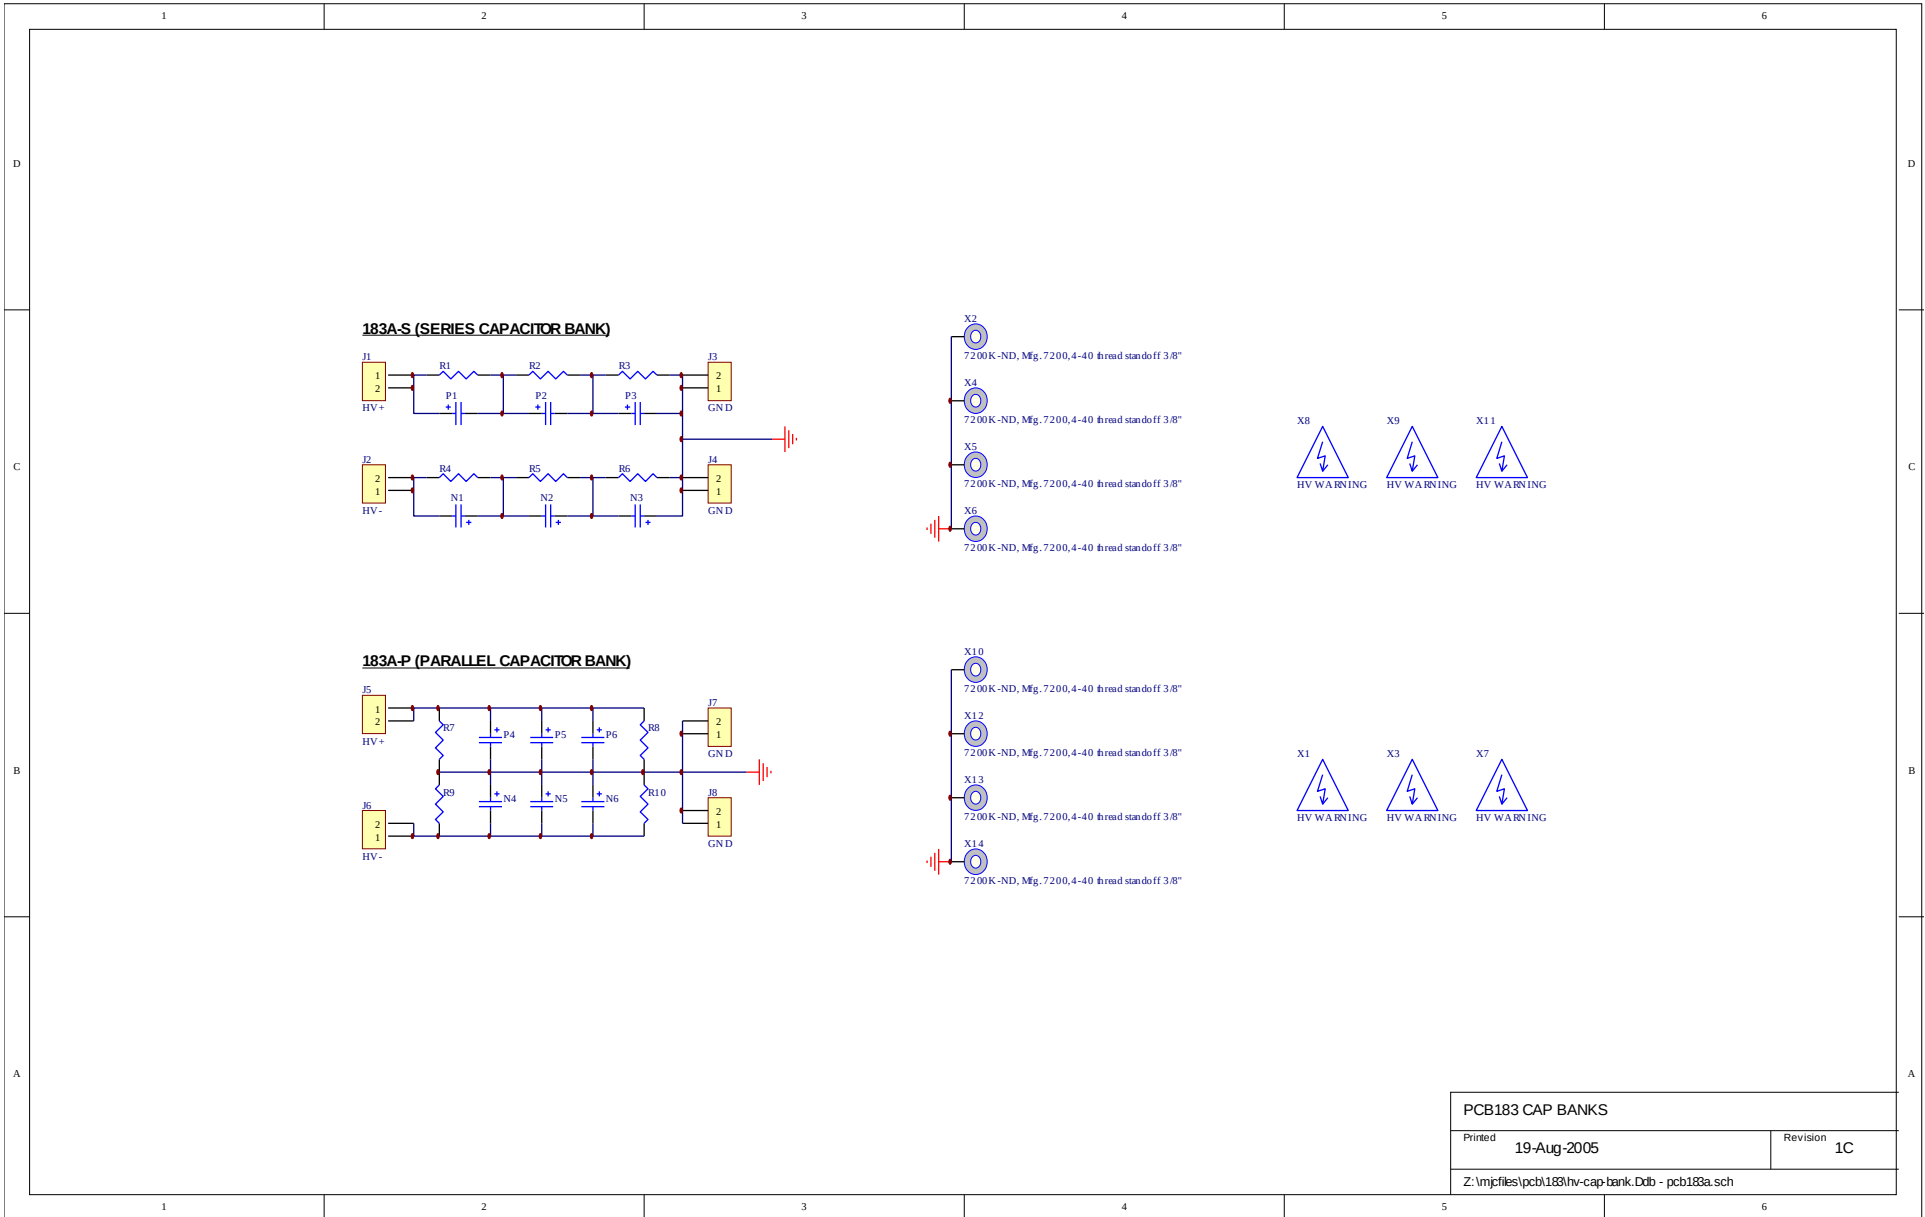 1 2 3 4 5 6
D D
183A-S (SERIES CAPACITOR BANK)
J1
1
2
HV+
R1 R2 R3
P1 P2 P3
+ + +
J3
2
1
GND
J2
2
1
HV-
R4 R5 R6
N1 N2 N3
+ + +
J4
2
1
GND
X2
7200K-ND, Mfg. 7200, 4-40 thread standoff 3/8"
X4
7200K-ND, Mfg. 7200, 4-40 thread standoff 3/8"
X5
7200K-ND, Mfg. 7200, 4-40 thread standoff 3/8"
X6
7200K-ND, Mfg. 7200, 4-40 thread standoff 3/8"
X8 X9 X11
HV WARNING HV WARNING HV WARNING
C C
183A-P (PARALLEL CAPACITOR BANK)
J5
1
2
HV+
R7 P4 P5 P6 R8
+ + +
J7
2
1
GND
J6
2
1
HV-
R9 N4 N5 N6 R10
+ + +
J8
2
1
GND
X10
7200K-ND, Mfg. 7200, 4-40 thread standoff 3/8"
X12
7200K-ND, Mfg. 7200, 4-40 thread standoff 3/8"
X13
7200K-ND, Mfg. 7200, 4-40 thread standoff 3/8"
X14
7200K-ND, Mfg. 7200, 4-40 thread standoff 3/8"
X1 X3 X7
HV WARNING HV WARNING HV WARNING
B B
A A
PCB183 CAP BANKS
Printed 19-Aug-2005 Revision 1C
Z:\mjcfiles\pcb\183\hv-cap-bank.Ddb - pcb183a.sch
1 2 3 4 5 6